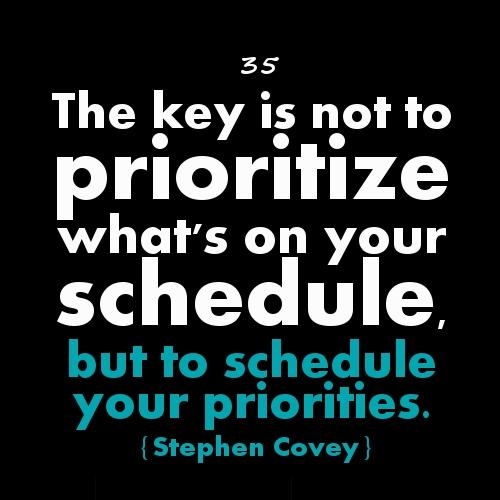 35
The key is not to
prioritize
what's on your
schedule,
but to schedule
your priorities.
{Stephen Covey}